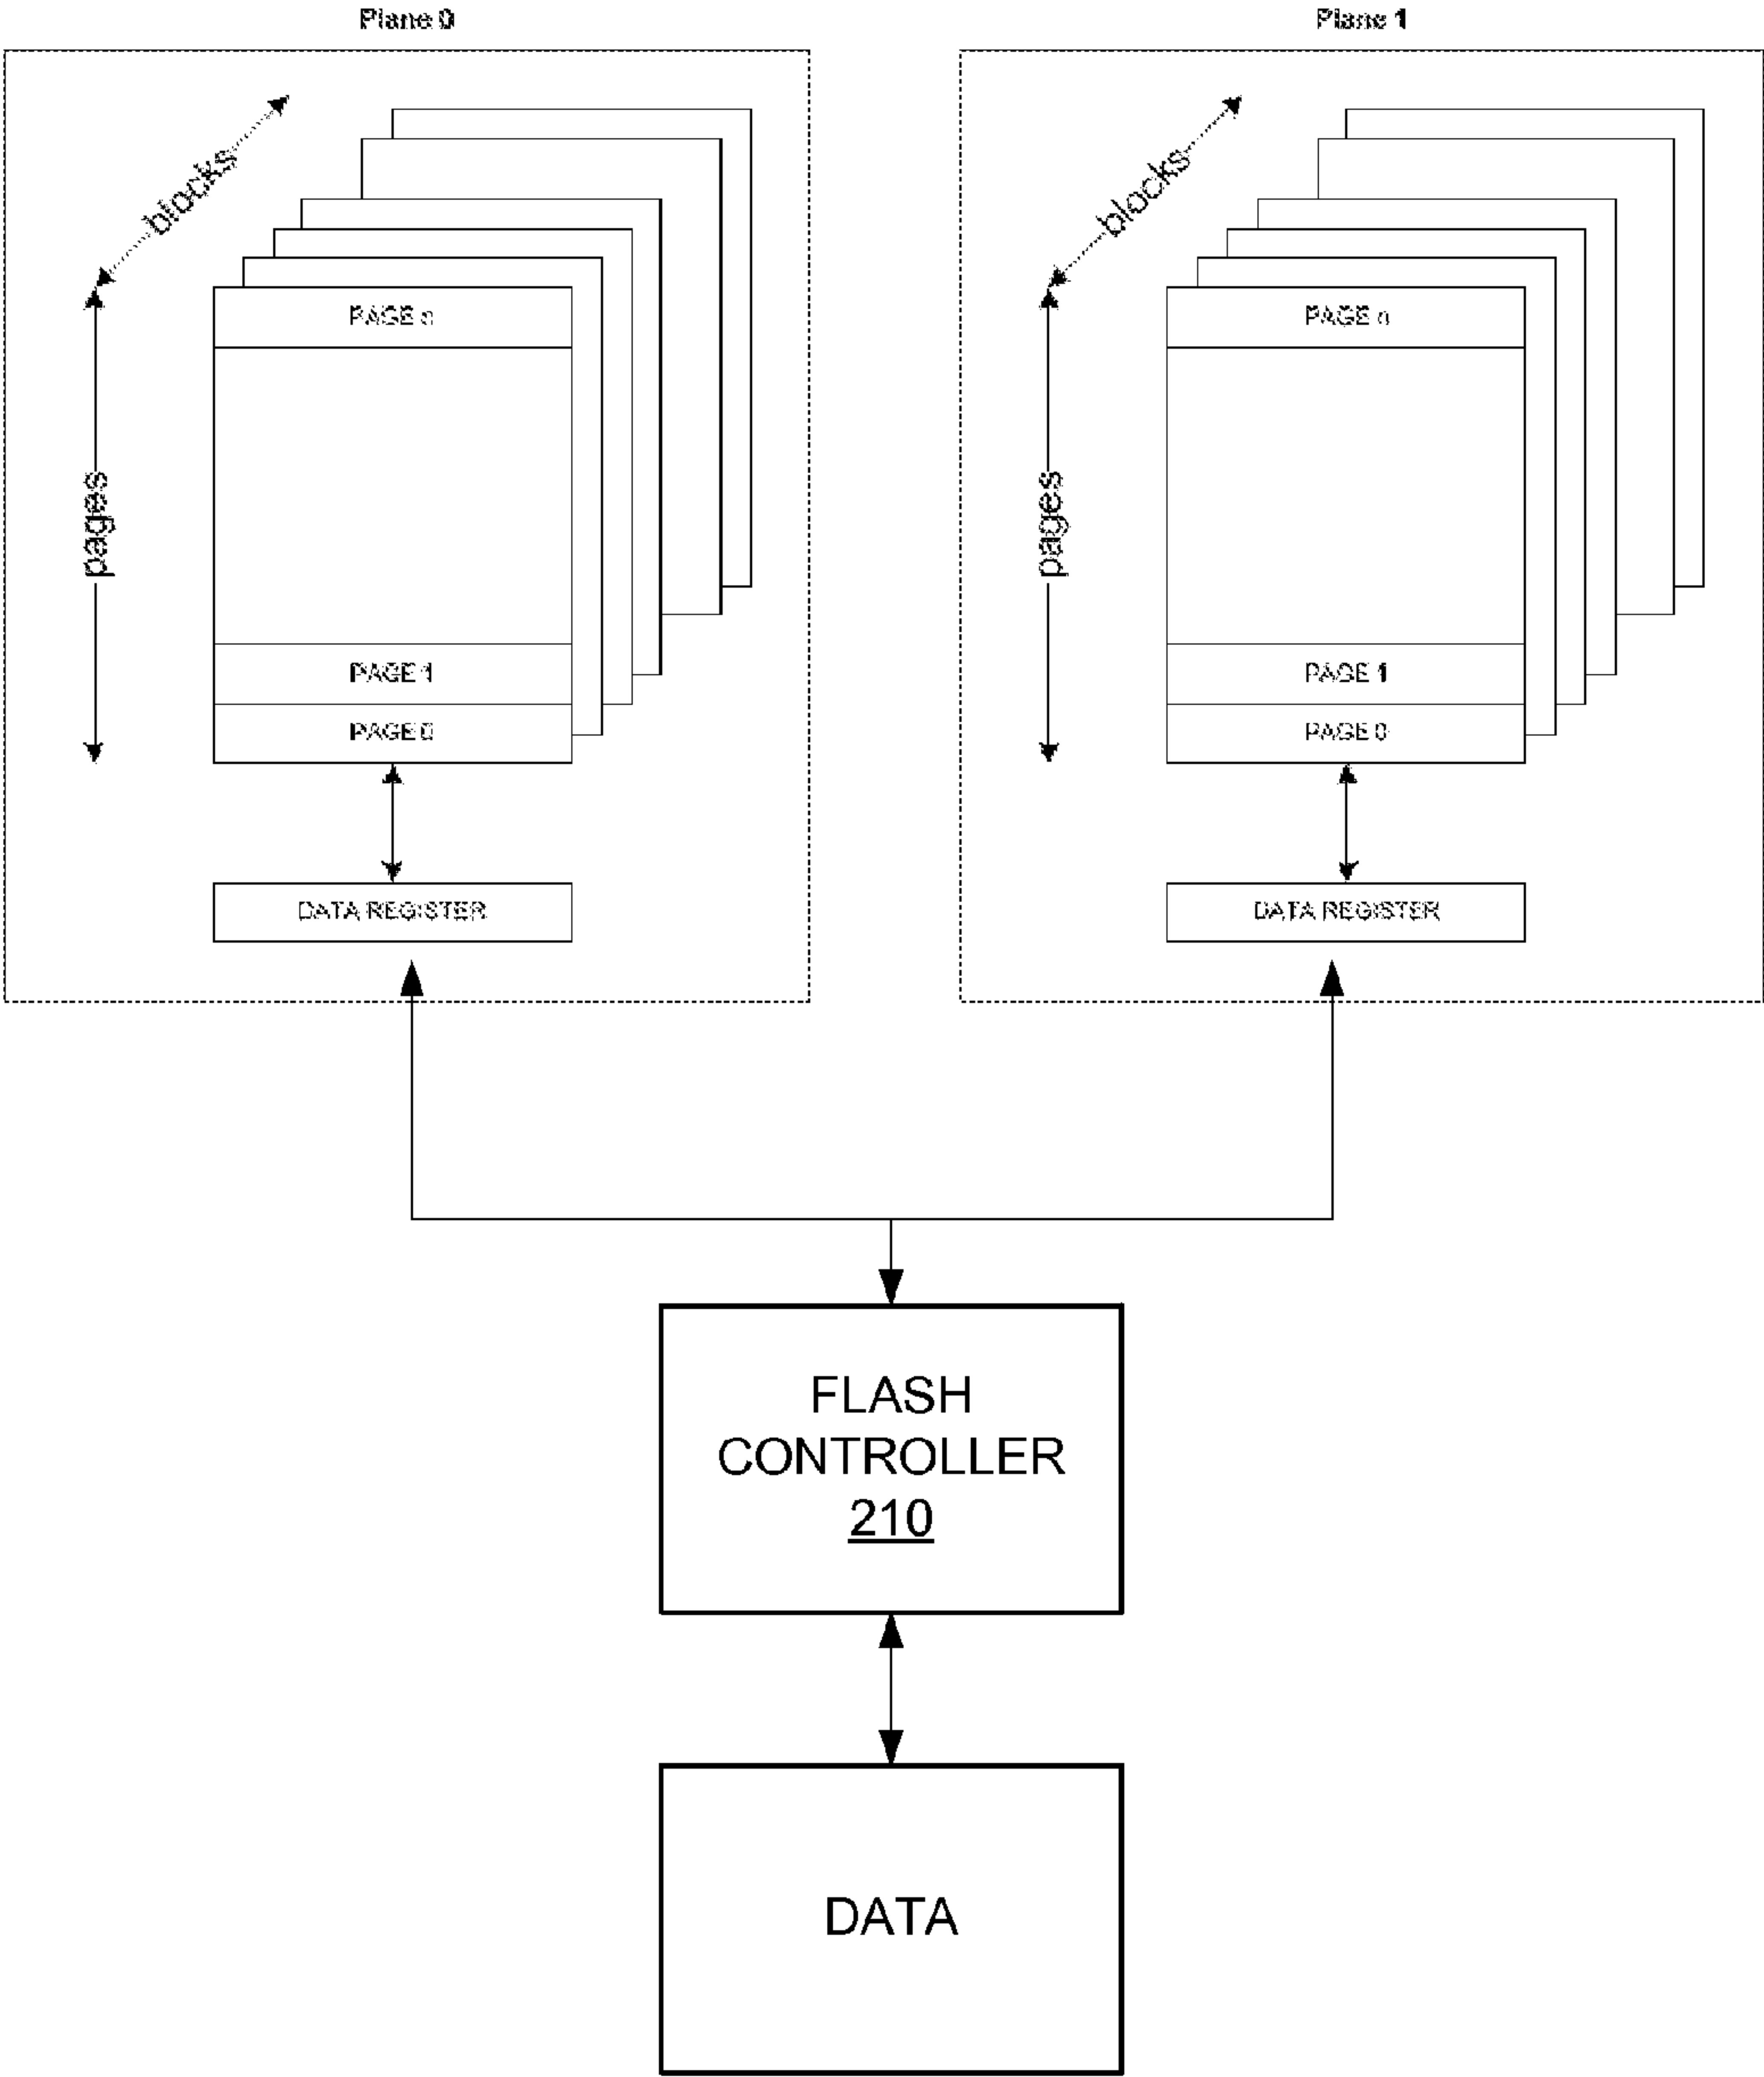 Plane 0
Plane 1
blocks
blocks
PAGE n
PAGE n
pages
pages
PAGE 1
PAGE 1
PAGE 0
PAGE 0
DATA REGISTER
DATA REGISTER
FLASH
CONTROLLER
210
DATA